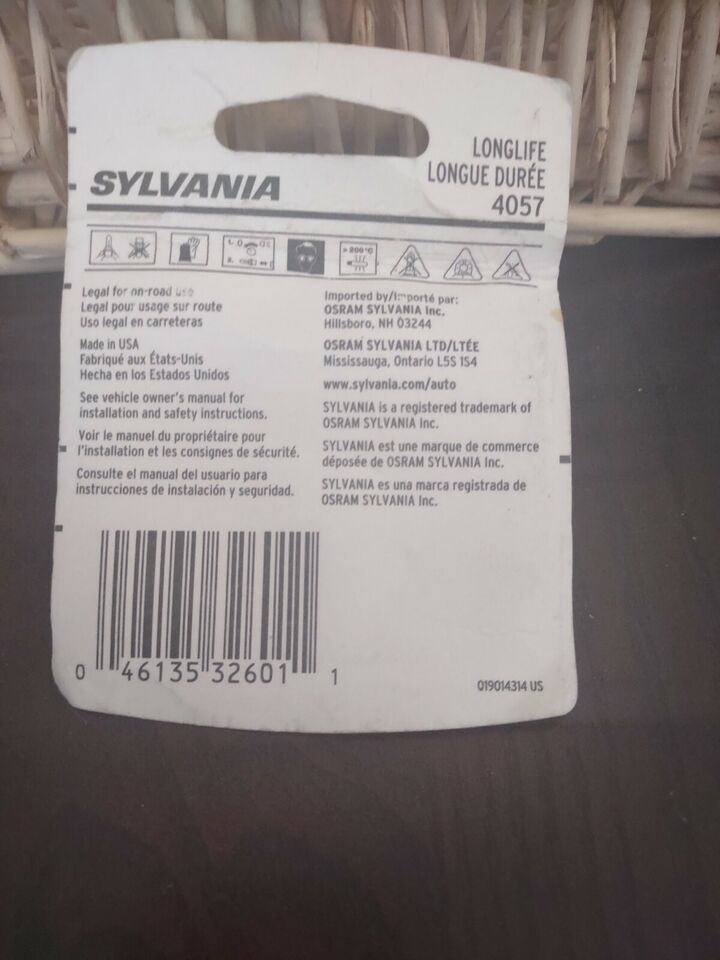 LONGLIFE
LONGUE DURÉE
4057
SYLVANIA
Legal for on-road use
Legal pour usage sur route
Uso legal en carreteras
Made in USA
Fabriqué aux États-Unis
Hecha en los Estados Unidos
See vehicle owner's manual for
installation and safety instructions.
Voir le manuel du propriétaire pour
l'installation et les consignes de sécurité.
Consulte el manual del usuario para
instrucciones de instalación y seguridad.
Imported by/Importé par:
OSRAM SYLVANIA Inc.
Hillsboro, NH 03244
OSRAM SYLVANIA LTD/LTÉE
Mississauga, Ontario L5S 1S4
www.sylvania.com/auto
SYLVANIA is a registered trademark of
OSRAM SYLVANIA Inc.
SYLVANIA est une marque de commerce
déposée de OSRAM SYLVANIA Inc.
SYLVANIA es una marca registrada de
OSRAM SYLVANIA Inc.
0 46135 32601 1
019014314 US